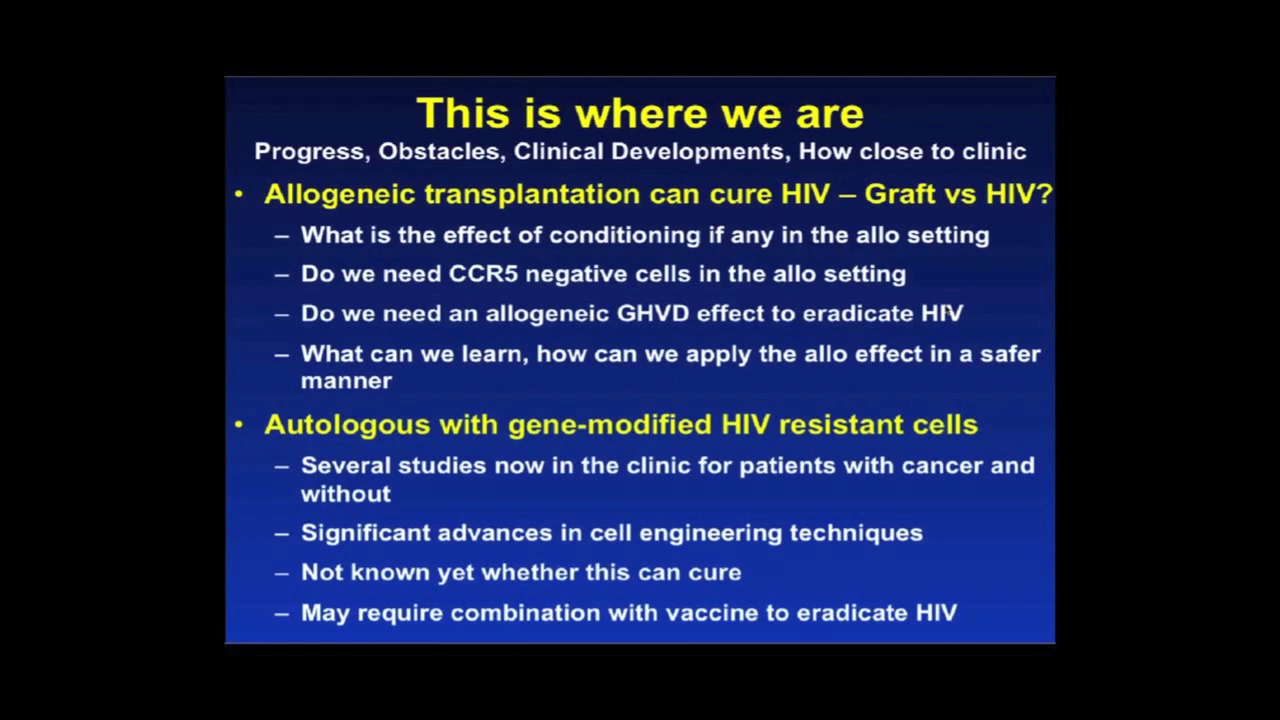 This is where we are
Progress, Obstacles, Clinical Developments, How close to clinic
• Allogeneic transplantation can cure HIV – Graft vs HIV?
– What is the effect of conditioning if any in the allo setting
– Do we need CCR5 negative cells in the allo setting
– Do we need an allogeneic GHVD effect to eradicate HIV
– What can we learn, how can we apply the allo effect in a safer
manner
• Autologous with gene-modified HIV resistant cells
– Several studies now in the clinic for patients with cancer and
without
– Significant advances in cell engineering techniques
– Not known yet whether this can cure
– May require combination with vaccine to eradicate HIV